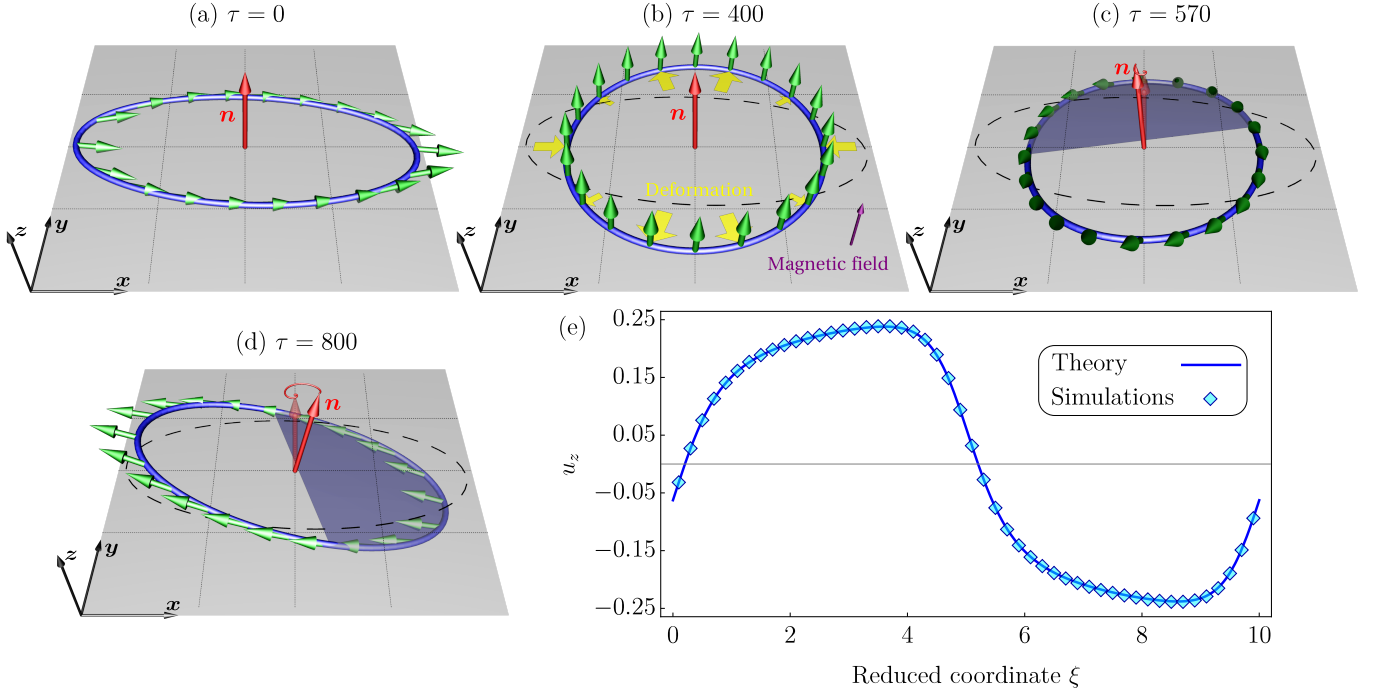 (a) τ = 0
n
z
y
x
(b) τ = 400
n
Deformation
Magnetic field
z
y
x
(c) τ = 570
n
z
y
x
(d) τ = 800
n
z
y
x
(e)
0.25
0.15
0.05
−0.05
−0.15
−0.25
u_z
Theory
Simulations
0 2 4 6 8 10
Reduced coordinate ξ